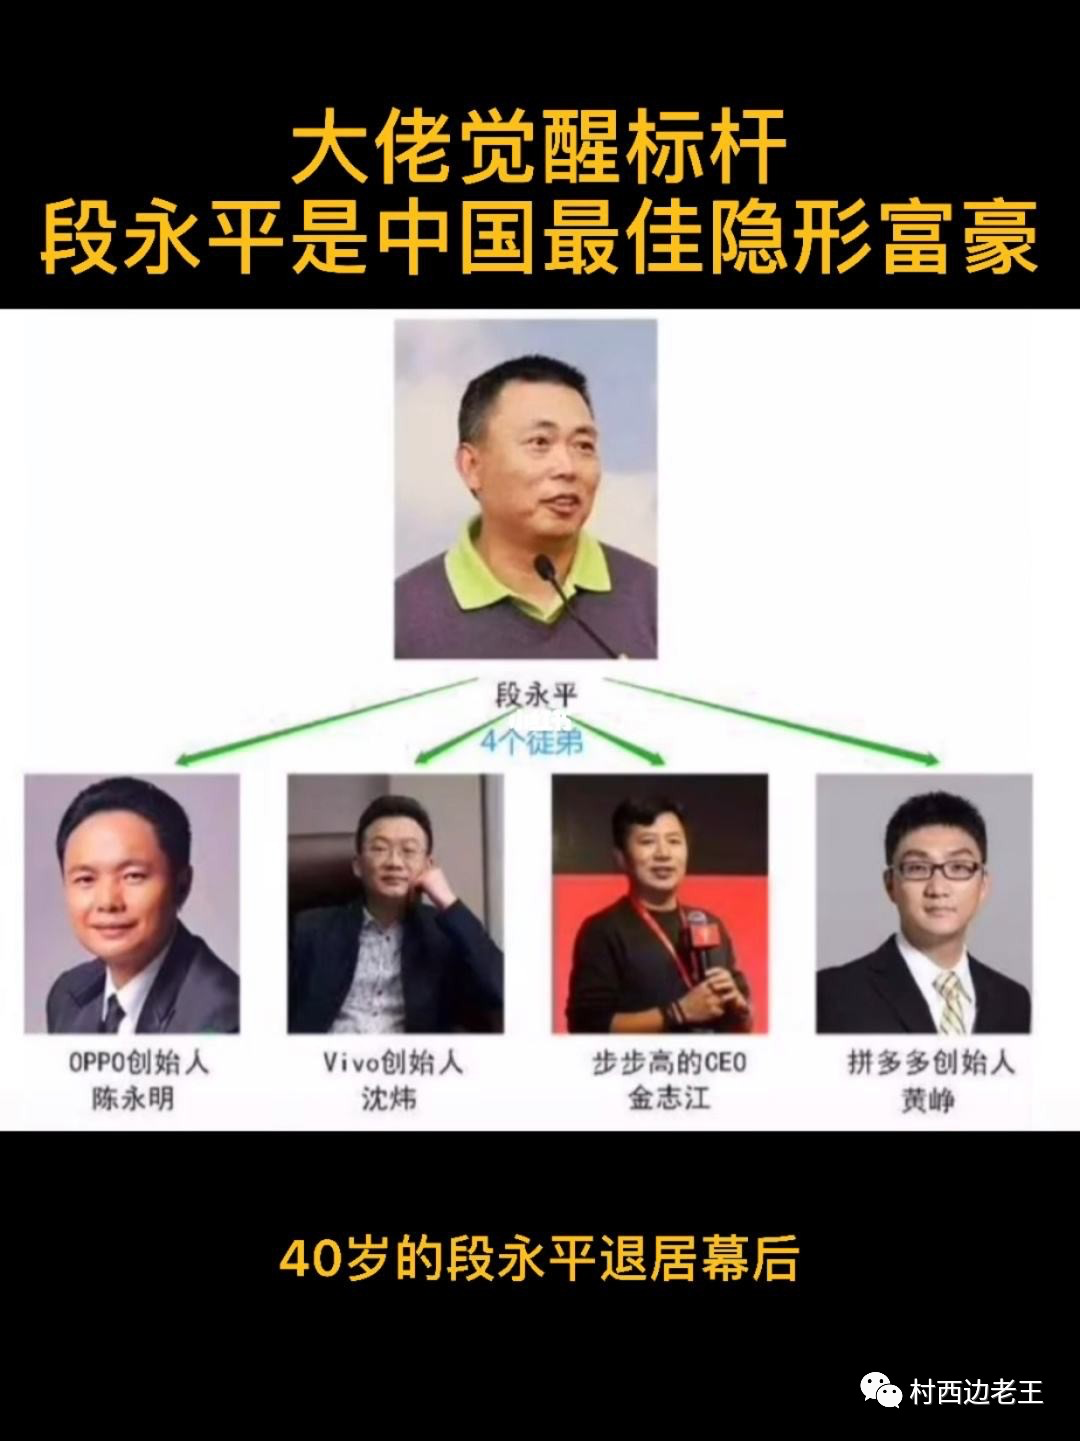 大佬觉醒标杆
段永平是中国最佳隐形富豪
段永平
4个徒弟
OPPO创始人
陈永明
Vivo创始人
沈炜
步步高的CEO
金志江
拼多多创始人
黄峥
40岁的段永平退居幕后
村西边老王